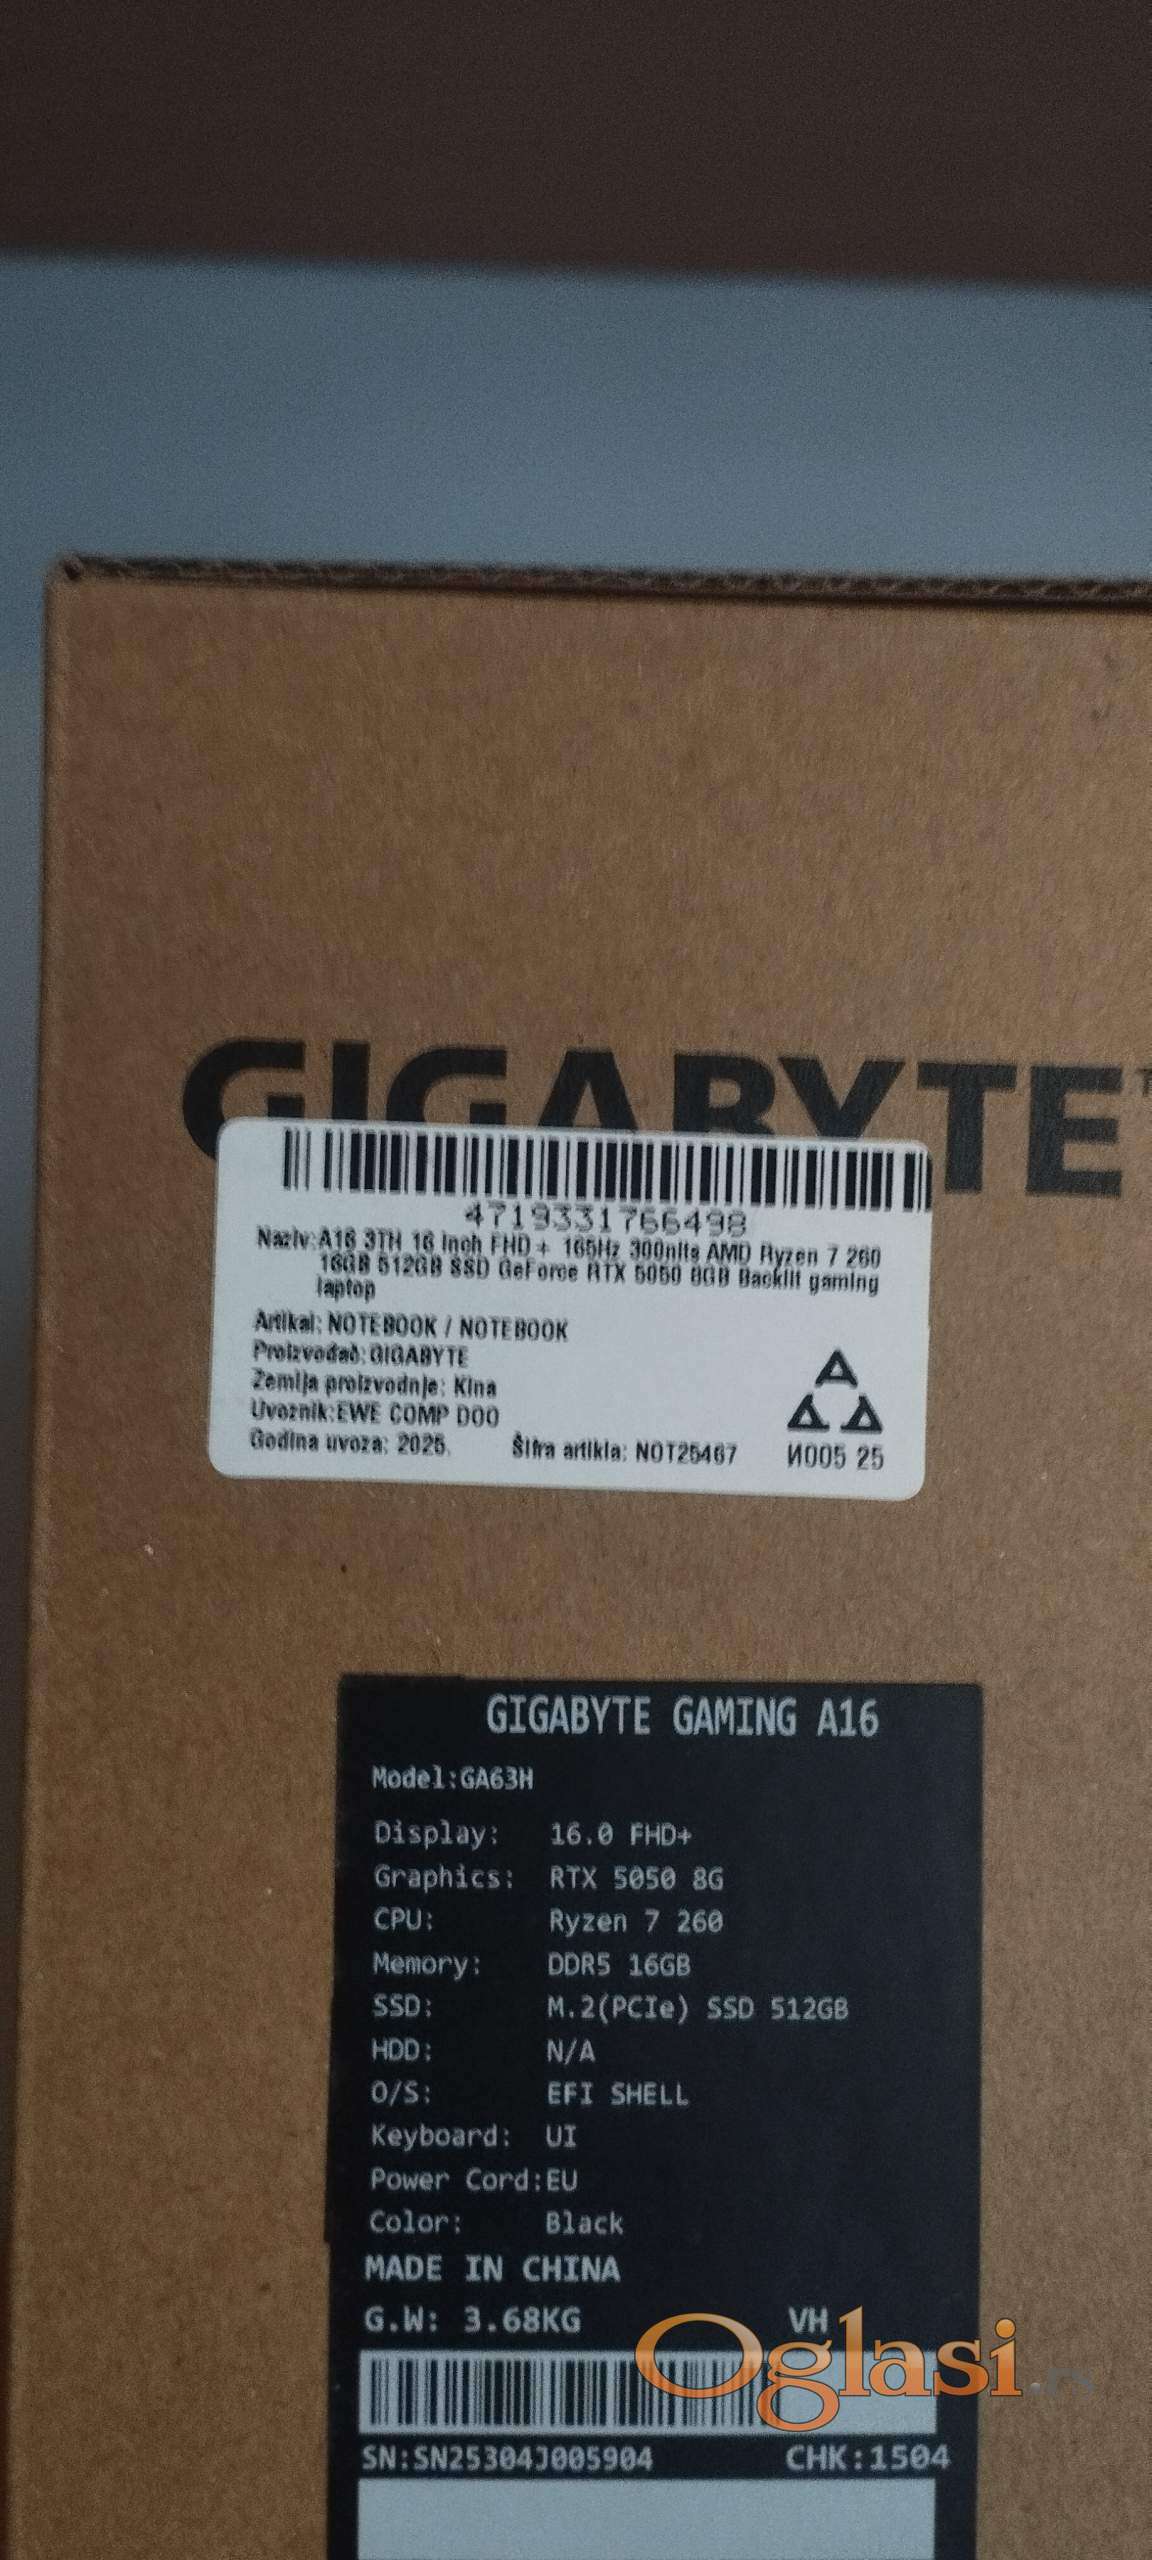 GIGABYTE™
4719331766498
Naziv:A16 3TH 16 inch FHD+ 165Hz 300nits AMD Ryzen 7 260
16GB 512GB SSD GeForce RTX 5050 8GB Backlit gaming
laptop
Artikal: NOTEBOOK / NOTEBOOK
Proizvođač:GIGABYTE
Zemlja proizvodnje: Kina
Uvoznik:EWE COMP DOO
Godina uvoza: 2025. Šifra artikla: NOT25467
И005 25
GIGABYTE GAMING A16
Model:GA63H
Display: 16.0 FHD+
Graphics: RTX 5050 8G
CPU: Ryzen 7 260
Memory: DDR5 16GB
SSD: M.2(PCIe) SSD 512GB
HDD: N/A
O/S: EFI SHELL
Keyboard: UI
Power Cord:EU
Color: Black
MADE IN CHINA
G.W: 3.68KG VH
Oglasi.rs
SN:SN25304J005904 CHK:1504